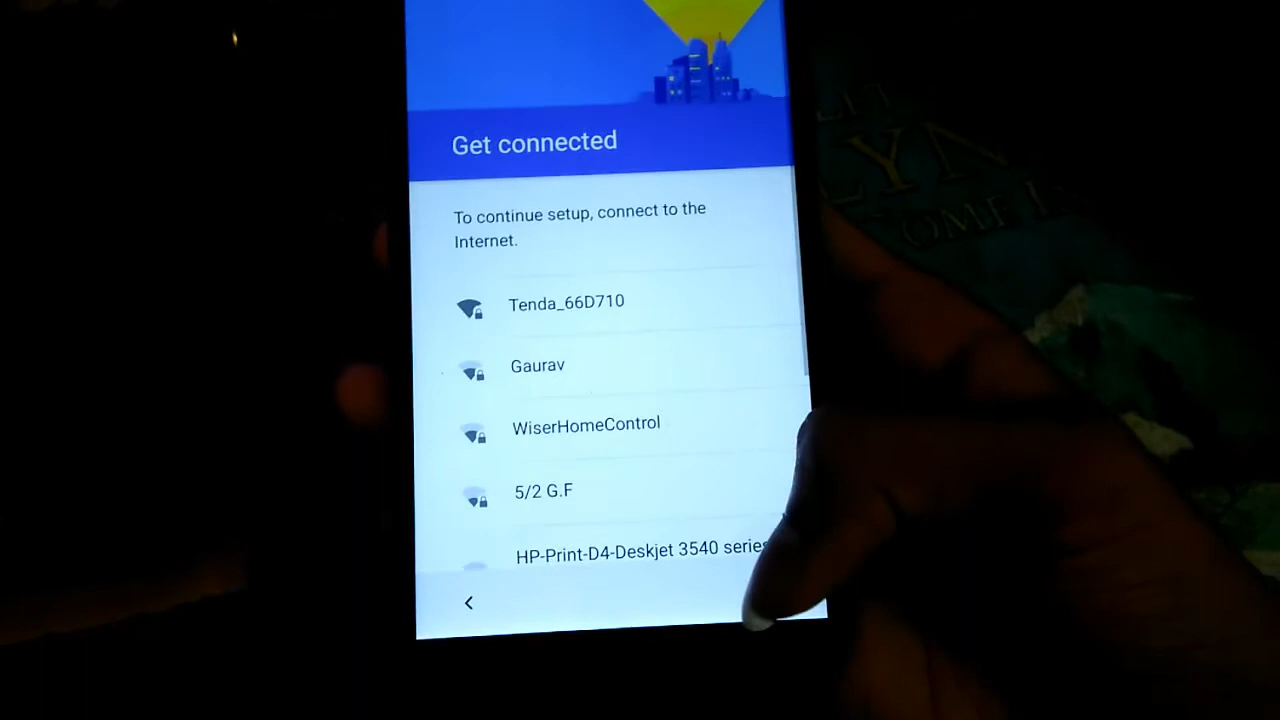 Get connected
To continue setup, connect to the
Internet.
Tenda_66D710
Gaurav
WiserHomeControl
5/2 G.F
HP-Print-D4-Deskjet 3540 series